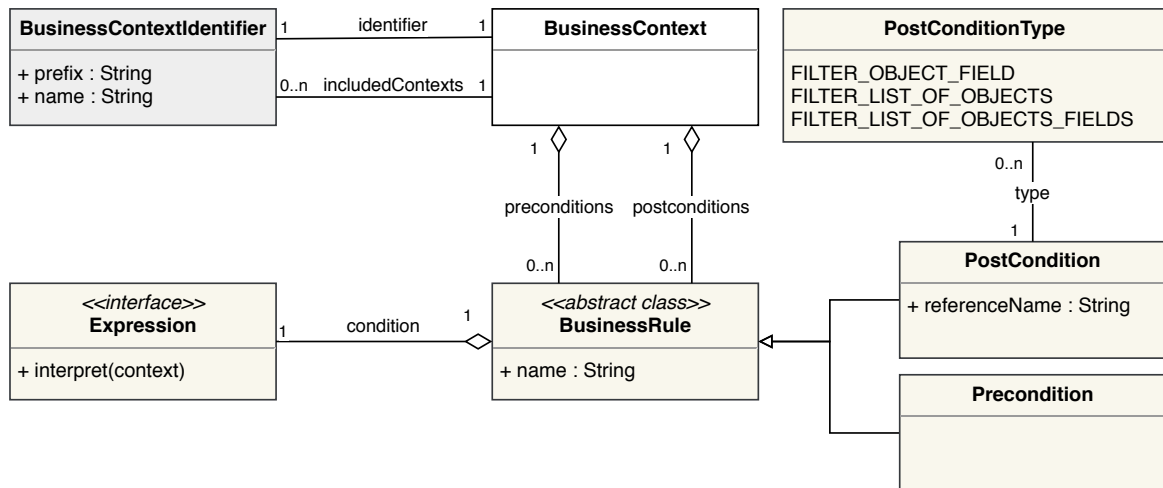 BusinessContextIdentifier
+ prefix : String
+ name : String
1
identifier
1
0..n
includedContexts
1
BusinessContext
PostConditionType
FILTER_OBJECT_FIELD
FILTER_LIST_OF_OBJECTS
FILTER_LIST_OF_OBJECTS_FIELDS
1
1
preconditions
postconditions
0..n
0..n
0..n
type
1
<<interface>>
Expression
+ interpret(context)
1
condition
1
<<abstract class>>
BusinessRule
+ name : String
PostCondition
+ referenceName : String
Precondition